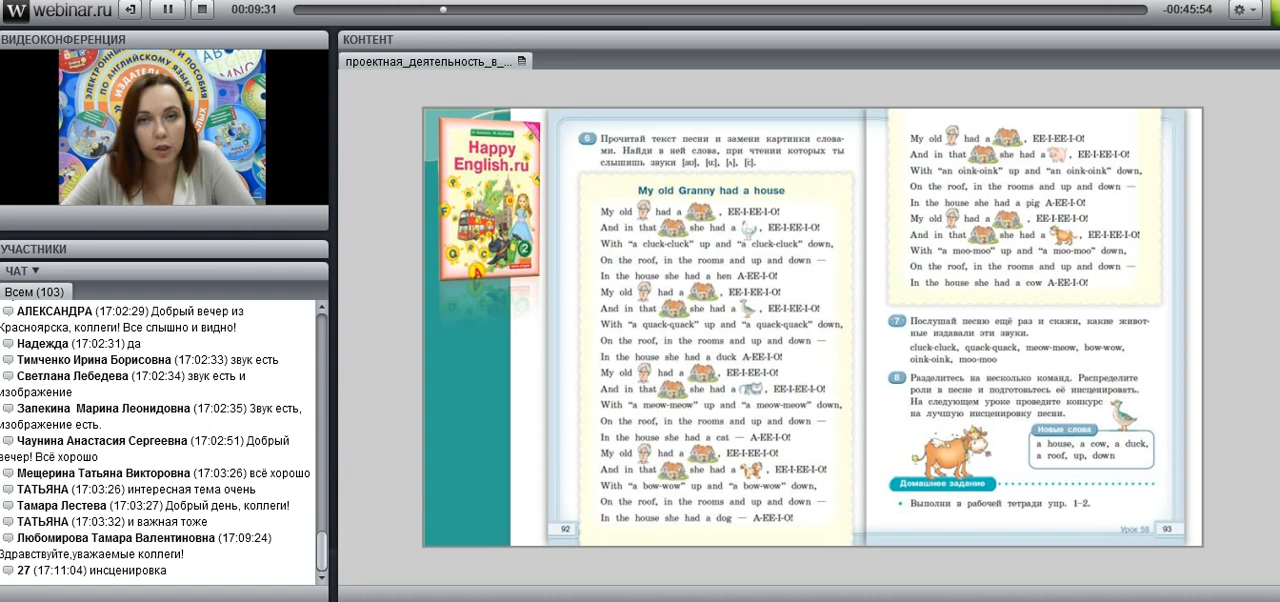 W webinar.ru 00:09:31 -00:45:54
ВИДЕОКОНФЕРЕНЦИЯ
ЭЛЕКТРОННЫЕ И ПОСОБИЯ
ПО АНГЛИЙСКОМУ ЯЗЫКУ
УЧАСТНИКИ
ЧАТ
Всем (103)
АЛЕКСАНДРА (17:02:29) Добрый вечер из
Красноярска, коллеги! Все слышно и видно!
Надежда (17:02:31) да
Тимченко Ирина Борисовна (17:02:33) звук есть
Светлана Лебедева (17:02:34) звук есть и
изображение
Запекина Марина Леонидовна (17:02:35) Звук есть,
изображение есть.
Чаунина Анастасия Сергеевна (17:02:51) Добрый
вечер! Всё хорошо
Мещерина Татьяна Викторовна (17:03:26) всё хорошо
ТАТЬЯНА (17:03:26) интересная тема очень
Тамара Лестева (17:03:27) Добрый день, коллеги!
ТАТЬЯНА (17:03:32) и важная тоже
Любомирова Тамара Валентиновна (17:09:24)
Здравствуйте,уважаемые коллеги!
27 (17:11:04) инсценировка
КОНТЕНТ
проектная_деятельность_в_...
Happy
English.ru
2
6 Прочитай текст песни и замени картинки слова-
ми. Найди в ней слова, при чтении которых ты
слышишь звуки
My old Granny had a house
My old had a , EE-I-EE-I-O!
And in that she had a , EE-I-EE-I-O!
With “a cluck-cluck” up and “a cluck-cluck” down,
On the roof, in the rooms and up and down —
In the house she had a hen A-EE-I-O!
My old had a , EE-I-EE-I-O!
And in that she had a , EE-I-EE-I-O!
With “a quack-quack” up and “a quack-quack” down,
On the roof, in the rooms and up and down —
In the house she had a duck A-EE-I-O!
My old had a , EE-I-EE-I-O!
And in that she had a , EE-I-EE-I-O!
With “a meow-meow” up and “a meow-meow” down,
On the roof, in the rooms and up and down —
In the house she had a cat — A-EE-I-O!
My old had a , EE-I-EE-I-O!
And in that she had a , EE-I-EE-I-O!
With “a bow-wow” up and “a bow-wow” down,
On the roof, in the rooms and up and down —
In the house she had a dog — A-EE-I-O!
92
My old had a , EE-I-EE-I-O!
And in that she had a , EE-I-EE-I-O!
With “an oink-oink” up and “an oink-oink” down,
On the roof, in the rooms and up and down —
In the house she had a pig A-EE-I-O!
My old had a , EE-I-EE-I-O!
And in that she had a , EE-I-EE-I-O!
With “a moo-moo” up and “a moo-moo” down,
On the roof, in the rooms and up and down —
In the house she had a cow A-EE-I-O!
7 Послушай песню ещё раз и скажи, какие живот-
ные издавали эти звуки.
cluck-cluck, quack-quack, meow-meow, bow-wow,
oink-oink, moo-moo
8 Разделитесь на несколько команд. Распределите
роли в песне и подготовьтесь её инсценировать.
На следующем уроке проведите конкурс
на лучшую инсценировку песни.
Новые слова
a house, a cow, a duck,
a roof, up, down
Домашнее задание
• Выполни в рабочей тетради упр. 1–2.
Урок 58 93